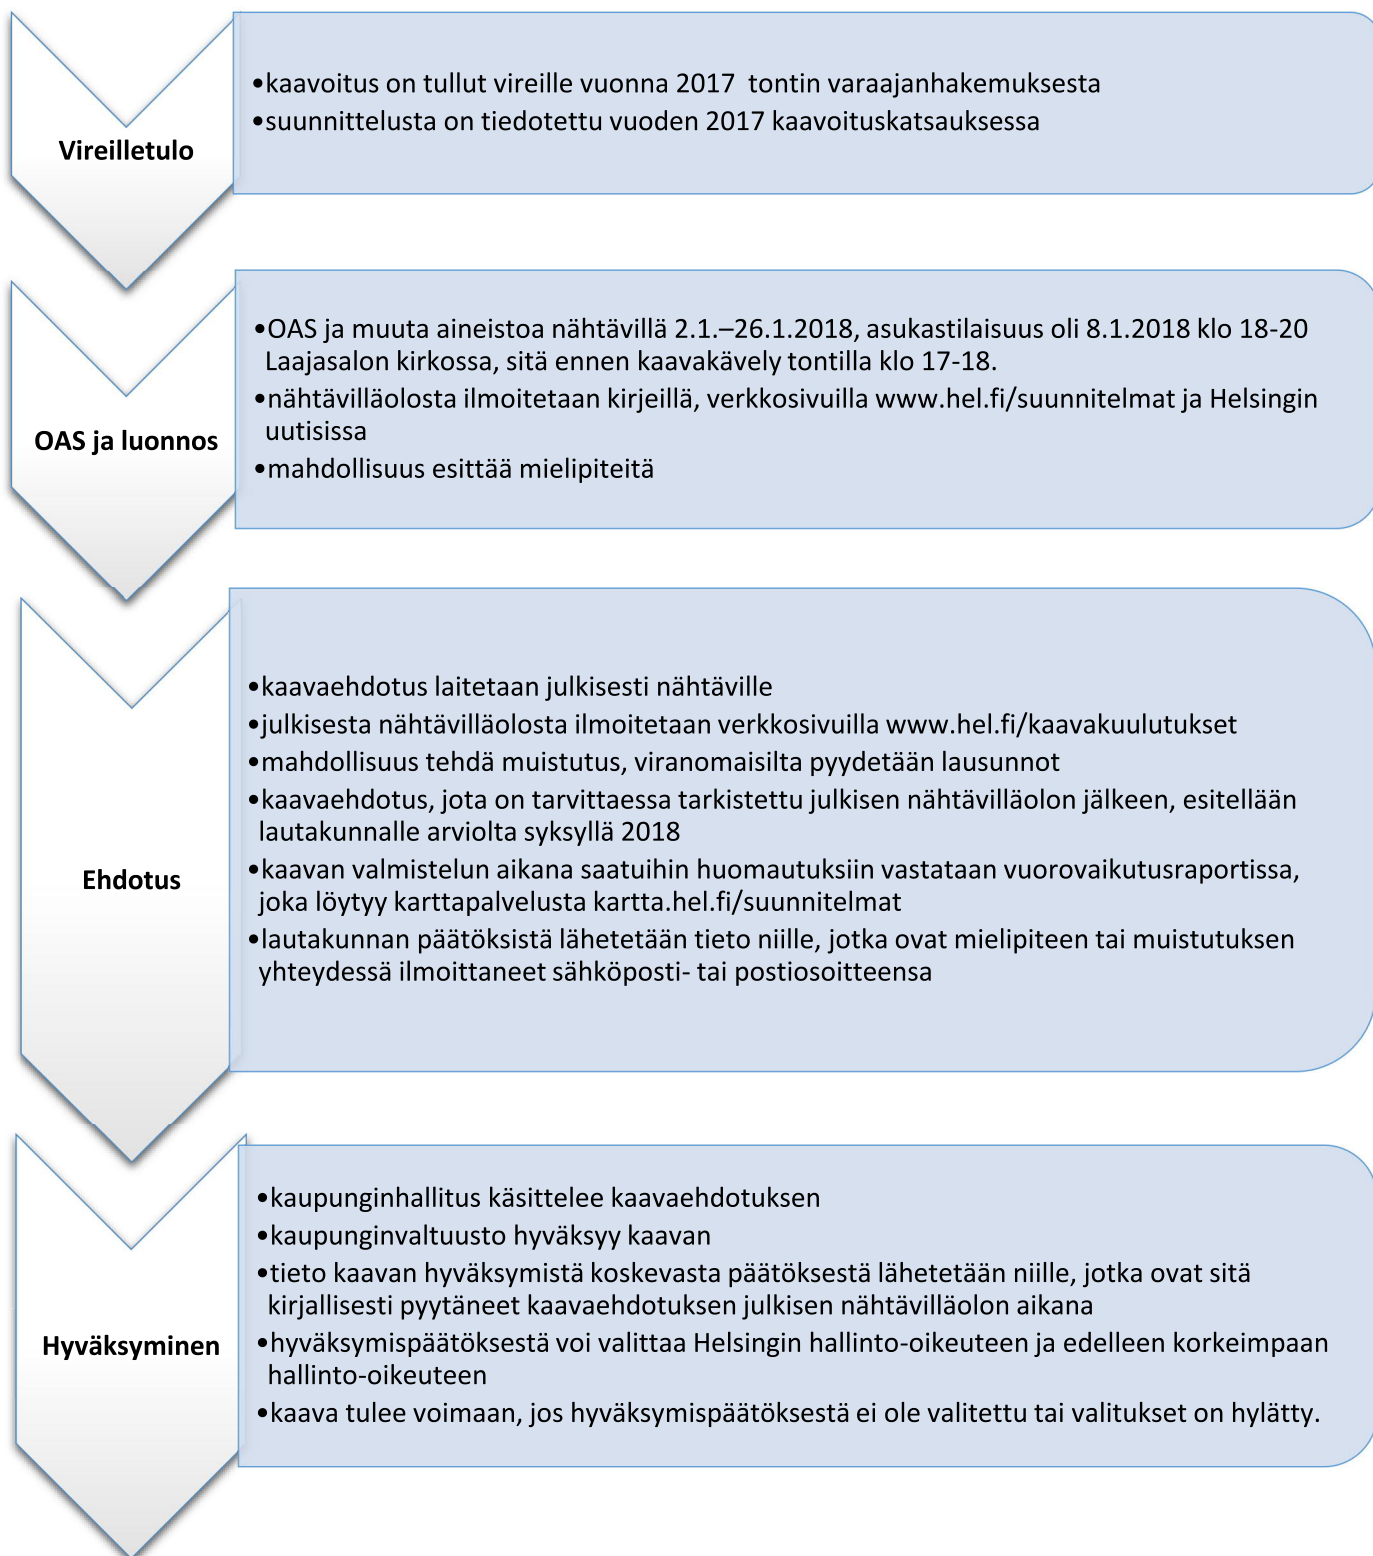 Vireilletulo
•kaavoitus on tullut vireille vuonna 2017 tontin varaajanhakemuksesta
•suunnittelusta on tiedotettu vuoden 2017 kaavoituskatsauksessa
OAS ja luonnos
•OAS ja muuta aineistoa nähtävillä 2.1.–26.1.2018, asukastilaisuus oli 8.1.2018 klo 18-20
Laajasalon kirkossa, sitä ennen kaavakävely tontilla klo 17-18.
•nähtävilläolosta ilmoitetaan kirjeillä, verkkosivuilla www.hel.fi/suunnitelmat ja Helsingin
uutisissa
•mahdollisuus esittää mielipiteitä
Ehdotus
•kaavaehdotus laitetaan julkisesti nähtäville
•julkisesta nähtävilläolosta ilmoitetaan verkkosivuilla www.hel.fi/kaavakuulutukset
•mahdollisuus tehdä muistutus, viranomaisilta pyydetään lausunnot
•kaavaehdotus, jota on tarvittaessa tarkistettu julkisen nähtävilläolon jälkeen, esitellään
lautakunnalle arviolta syksyllä 2018
•kaavan valmistelun aikana saatuihin huomautuksiin vastataan vuorovaikutusraportissa,
joka löytyy karttapalvelusta kartta.hel.fi/suunnitelmat
•lautakunnan päätöksistä lähetetään tieto niille, jotka ovat mielipiteen tai muistutuksen
yhteydessä ilmoittaneet sähköposti- tai postiosoitteensa
Hyväksyminen
•kaupunginhallitus käsittelee kaavaehdotuksen
•kaupunginvaltuusto hyväksyy kaavan
•tieto kaavan hyväksymistä koskevasta päätöksestä lähetetään niille, jotka ovat sitä
kirjallisesti pyytäneet kaavaehdotuksen julkisen nähtävilläolon aikana
•hyväksymispäätöksestä voi valittaa Helsingin hallinto-oikeuteen ja edelleen korkeimpaan
hallinto-oikeuteen
•kaava tulee voimaan, jos hyväksymispäätöksestä ei ole valitettu tai valitukset on hylätty.